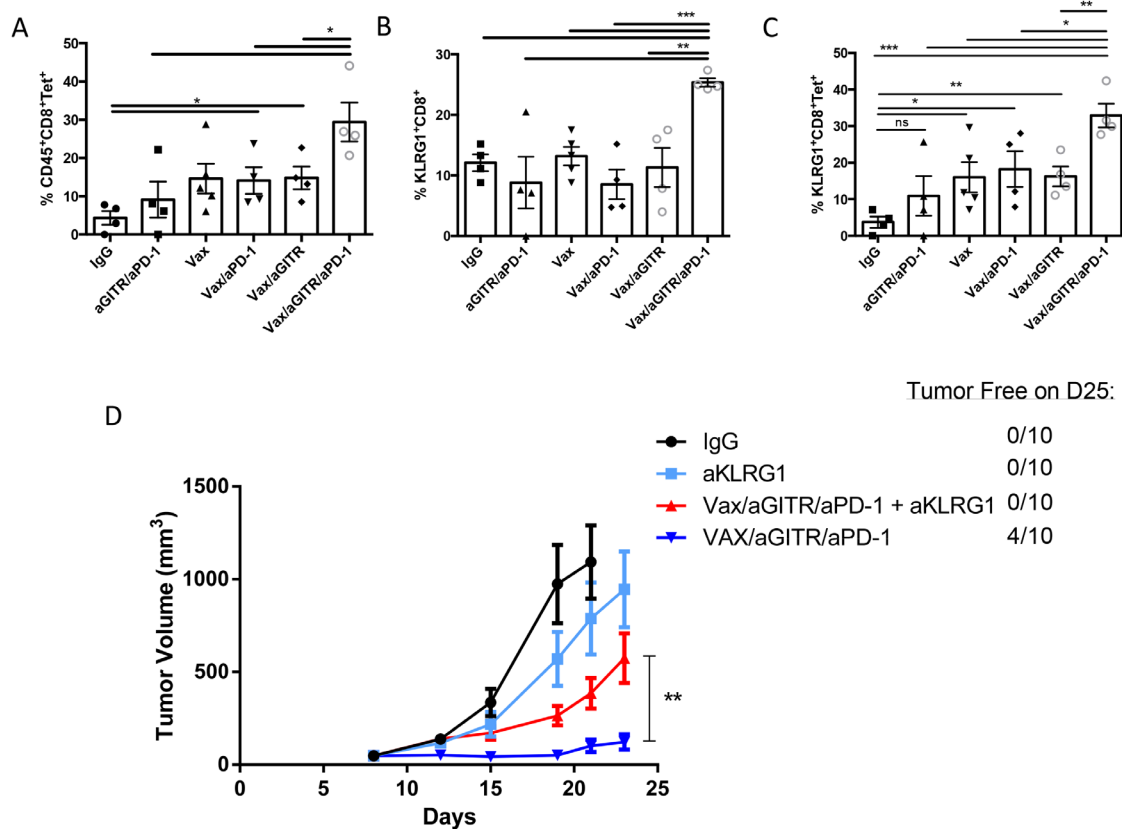 A
% CD45⁺CD8⁺Tet⁺
50
40
30
20
10
0
*
*
IgG
aGITR/aPD-1
Vax
Vax/aPD-1
Vax/aGITR
Vax/aGITR/aPD-1
B
% KLRG1⁺CD8⁺
30
20
10
0
***
**
IgG
aGITR/aPD-1
Vax
Vax/aPD-1
Vax/aGITR
Vax/aGITR/aPD-1
C
% KLRG1⁺CD8⁺Tet⁺
50
40
30
20
10
0
**
*
***
**
*
ns
IgG
aGITR/aPD-1
Vax
Vax/aPD-1
Vax/aGITR
Vax/aGITR/aPD-1
D
Tumor Free on D25:
IgG 0/10
aKLRG1 0/10
Vax/aGITR/aPD-1 + aKLRG1 0/10
VAX/aGITR/aPD-1 4/10
Tumor Volume (mm³)
1500
1000
500
0
**
0 5 10 15 20 25
Days